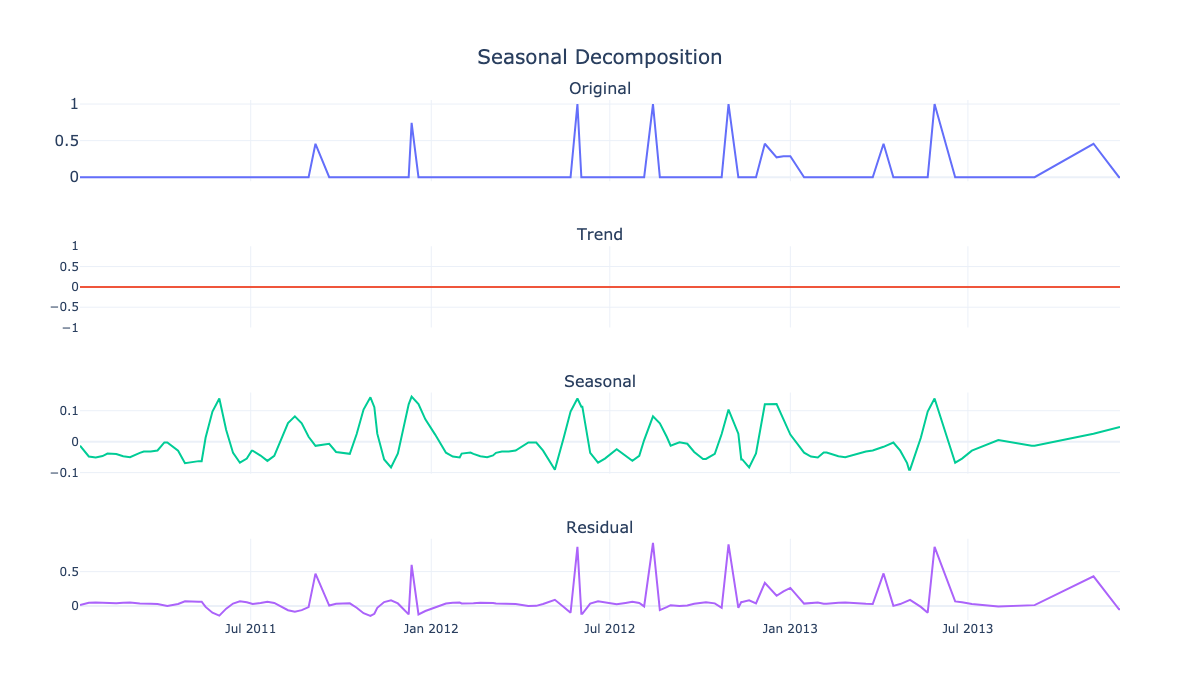 Seasonal Decomposition
Original
1
0.5
0
Trend
1
0.5
0
−0.5
−1
Seasonal
0.1
0
−0.1
Residual
0.5
0
Jul 2011 Jan 2012 Jul 2012 Jan 2013 Jul 2013